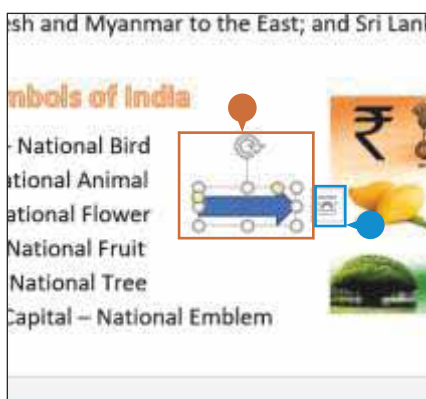 esh and Myanmar to the East; and Sri Lan
mbols of India
- National Bird
ational Animal
ational Flower
National Fruit
National Tree
Capital – National Emblem
₹